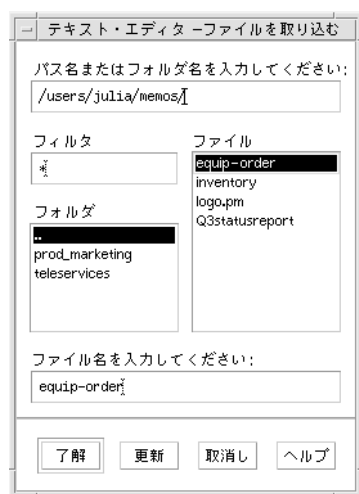 テキスト・エディター－ファイルを取り込む
パス名またはフォルダ名を入力してください:
/users/julia/memos/
フィルタ
*
フォルダ
..
prod_marketing
teleservices
ファイル
equip-order
inventory
logo.pm
Q3statusreport
ファイル名を入力してください:
equip-order
了解 更新 取消し ヘルプ